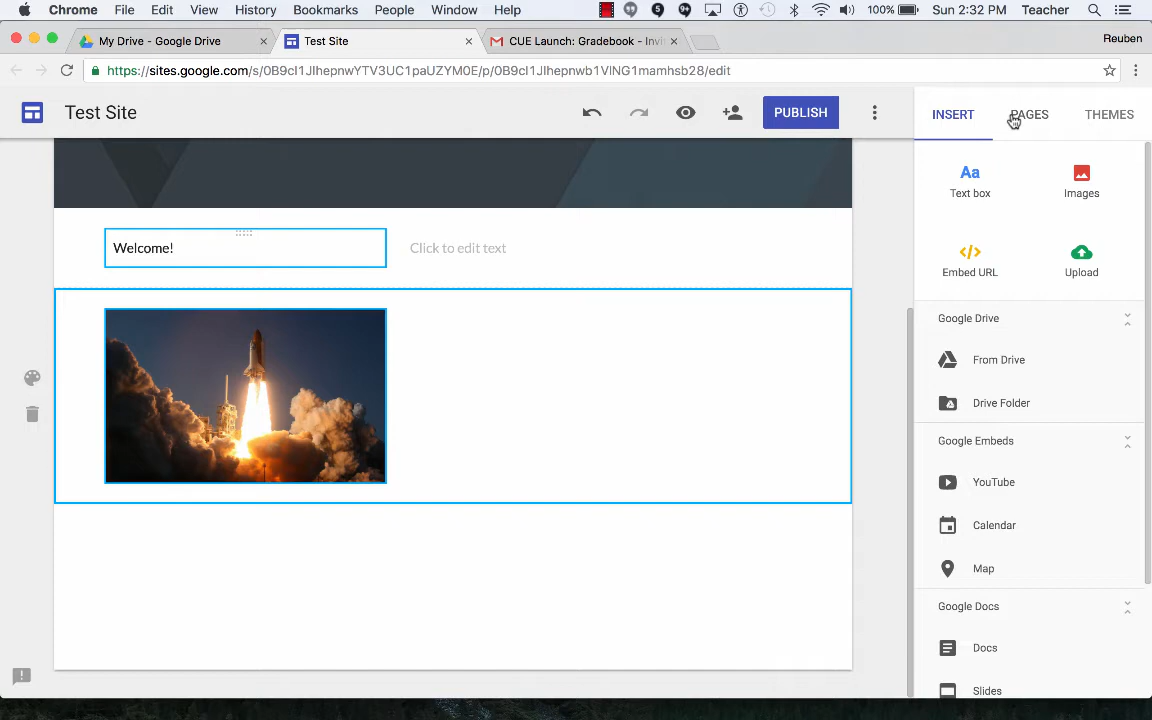 Chrome File Edit View History Bookmarks People Window Help 100% Sun 2:32 PM Teacher
My Drive - Google Drive Test Site CUE Launch: Gradebook - Invi Reuben
https://sites.google.com/s/0B9cI1JIhepnwYTV3UC1paUZYM0E/p/0B9cI1JIhepnwb1VING1mamhsb28/edit
Test Site PUBLISH INSERT PAGES THEMES
Aa
Text box Images
Welcome! Click to edit text
Embed URL Upload
Google Drive
From Drive
Drive Folder
Google Embeds
YouTube
Calendar
Map
Google Docs
Docs
Slides